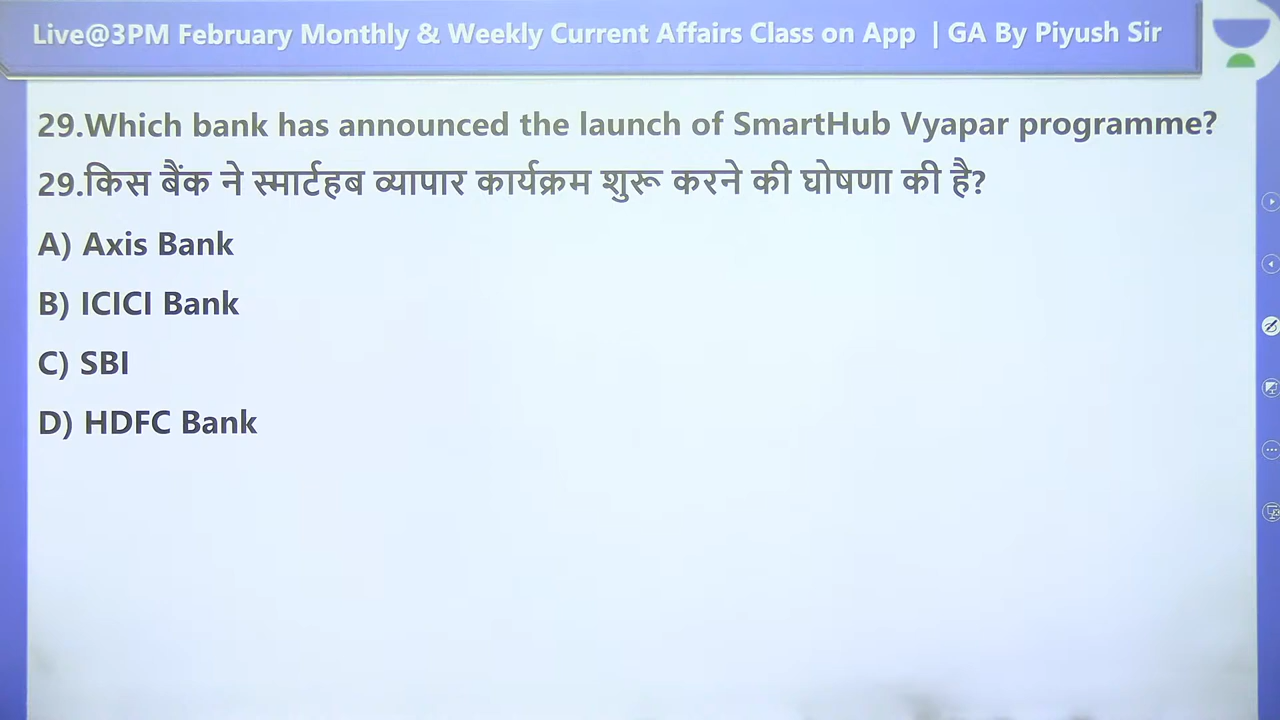 Live@3PM February Monthly & Weekly Current Affairs Class on App | GA By Piyush Sir
29.Which bank has announced the launch of SmartHub Vyapar programme?
29.किस बैंक ने स्मार्टहब व्यापार कार्यक्रम शुरू करने की घोषणा की है?
A) Axis Bank
B) ICICI Bank
C) SBI
D) HDFC Bank